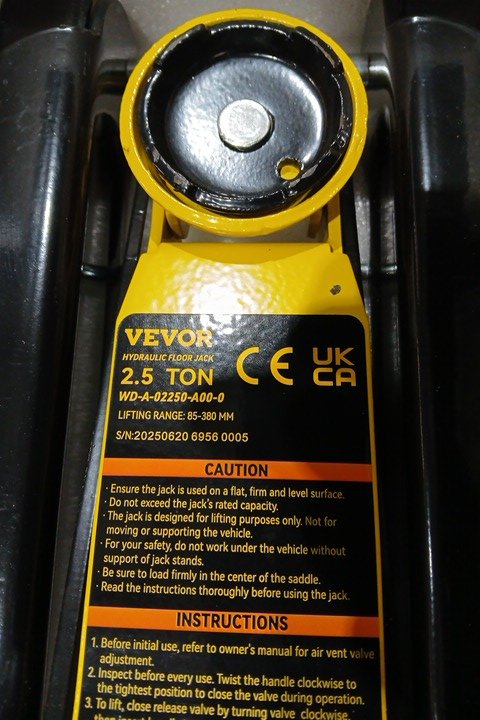 VEVOR
HYDRAULIC FLOOR JACK
2.5 TON
CE
UK
CA
WD-A-02250-A00-0
LIFTING RANGE: 85-380 MM
S/N:20250620 6956 0005
CAUTION
· Ensure the jack is used on a flat, firm and level surface.
· Do not exceed the jack's rated capacity.
· The jack is designed for lifting purposes only. Not for
moving or supporting the vehicle.
· For your safety, do not work under the vehicle without
support of jack stands.
· Be sure to load firmly in the center of the saddle.
· Read the instructions thoroughly before using the jack.
INSTRUCTIONS
1. Before initial use, refer to owner's manual for air vent valve
adjustment.
2. Inspect before every use. Twist the handle clockwise to
the tightest position to close the valve during operation.
3. To lift, close release valve by turning valve clockwise.